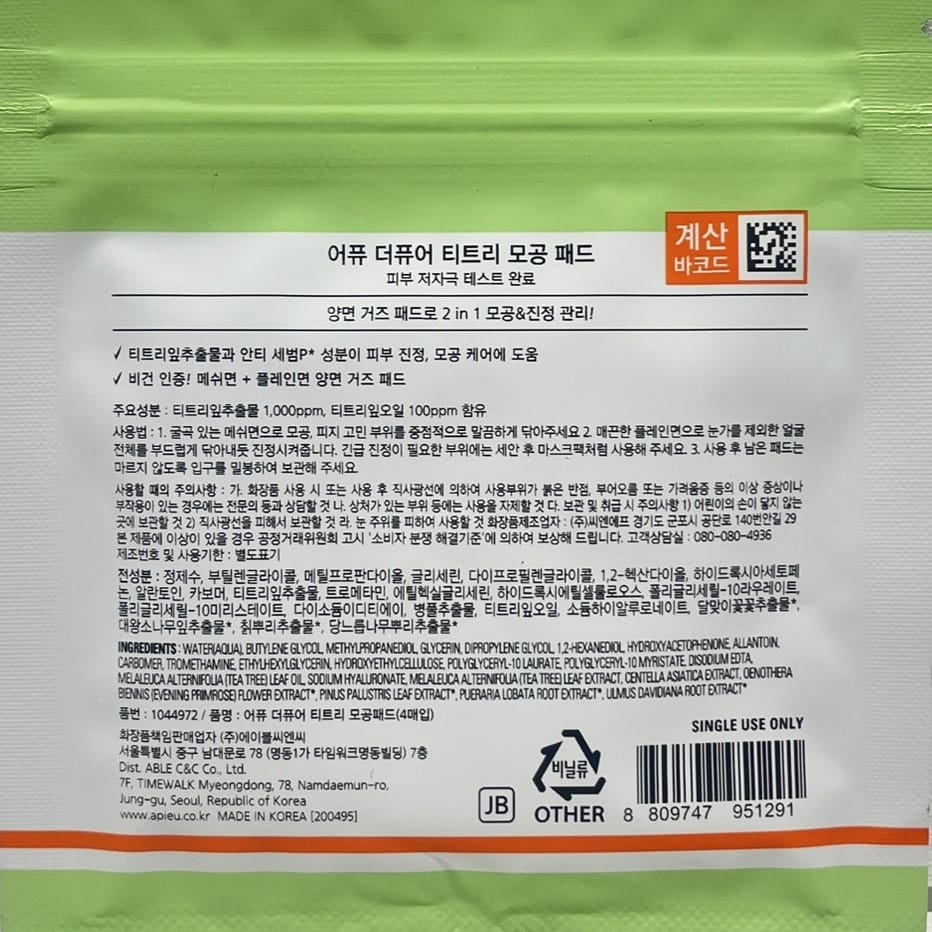 계산
바코드
어퓨 더퓨어 티트리 모공 패드
피부 저자극 테스트 완료
양면 거즈 패드로 2 in 1 모공&진정 관리!
✓ 티트리잎추출물과 안티 세범P* 성분이 피부 진정, 모공 케어에 도움
✓ 비건 인증! 메쉬면 + 플레인면 양면 거즈 패드
주요성분 : 티트리잎추출물 1,000ppm, 티트리잎오일 100ppm 함유
사용법 : 1. 굴곡 있는 메쉬면으로 모공, 피지 고민 부위를 중점적으로 말끔하게 닦아주세요 2. 매끈한 플레인면으로 눈가를 제외한 얼굴
전체를 부드럽게 닦아내듯 진정시켜줍니다. 긴급 진정이 필요한 부위에는 세안 후 마스크팩처럼 사용해 주세요. 3. 사용 후 남은 패드는
마르지 않도록 입구를 밀봉하여 보관해 주세요.
사용할 때의 주의사항 : 가. 화장품 사용 시 또는 사용 후 직사광선에 의하여 사용부위가 붉은 반점, 부어오름 또는 가려움증 등의 이상 증상이나
부작용이 있는 경우에는 전문의 등과 상담할 것 나. 상처가 있는 부위 등에는 사용을 자제할 것 다. 보관 및 취급 시 주의사항 1) 어린이의 손이 닿지 않는
곳에 보관할 것 2) 직사광선을 피해서 보관할 것 라. 눈 주위를 피하여 사용할 것 화장품제조업자 : (주)씨엔에프 경기도 군포시 공단로 140번안길 29
본 제품에 이상이 있을 경우 공정거래위원회 고시 '소비자 분쟁 해결기준'에 의하여 보상해 드립니다. 고객상담실 : 080-080-4936
제조번호 및 사용기한 : 별도표기
전성분 : 정제수, 부틸렌글라이콜, 메틸프로판다이올, 글리세린, 다이프로필렌글라이콜, 1,2-헥산다이올, 하이드록시아세토페
논, 알란토인, 카보머, 티트리잎추출물, 트로메타민, 에틸헥실글리세린, 하이드록시에틸셀룰로오스, 폴리글리세릴-10라우레이트,
폴리글리세릴-10미리스테이트, 다이소듐이디티에이, 병풀추출물, 티트리잎오일, 소듐하이알루로네이트, 달맞이꽃꽃추출물*,
대왕소나무잎추출물*, 칡뿌리추출물*, 당느릅나무뿌리추출물*
INGREDIENTS : WATER(AQUA), BUTYLENE GLYCOL, METHYLPROPANEDIOL, GLYCERIN, DIPROPYLENE GLYCOL, 1,2-HEXANEDIOL, HYDROXYACETOPHENONE, ALLANTOIN,
CARBOMER, TROMETHAMINE, ETHYLHEXYLGLYCERIN, HYDROXYETHYLCELLULOSE, POLYGLYCERYL-10 LAURATE, POLYGLYCERYL-10 MYRISTATE, DISODIUM EDTA,
MELALEUCA ALTERNIFOLIA (TEA TREE) LEAF OIL, SODIUM HYALURONATE, MELALEUCA ALTERNIFOLIA (TEA TREE) LEAF EXTRACT, CENTELLA ASIATICA EXTRACT, OENOTHERA
BIENNIS (EVENING PRIMROSE) FLOWER EXTRACT*, PINUS PALUSTRIS LEAF EXTRACT*, PUERARIA LOBATA ROOT EXTRACT*, ULMUS DAVIDIANA ROOT EXTRACT*
품번 : 1044972 / 품명 : 어퓨 더퓨어 티트리 모공패드(4매입)
화장품책임판매업자 (주)에이블씨엔씨
서울특별시 중구 남대문로 78 (명동1가 타임워크명동빌딩) 7층
Dist. ABLE C&C Co., Ltd.
7F, TIMEWALK Myeongdong, 78, Namdaemun-ro,
Jung-gu, Seoul, Republic of Korea
www.apieu.co.kr MADE IN KOREA [200495]
JB
비닐류
OTHER
SINGLE USE ONLY
8 809747 951291